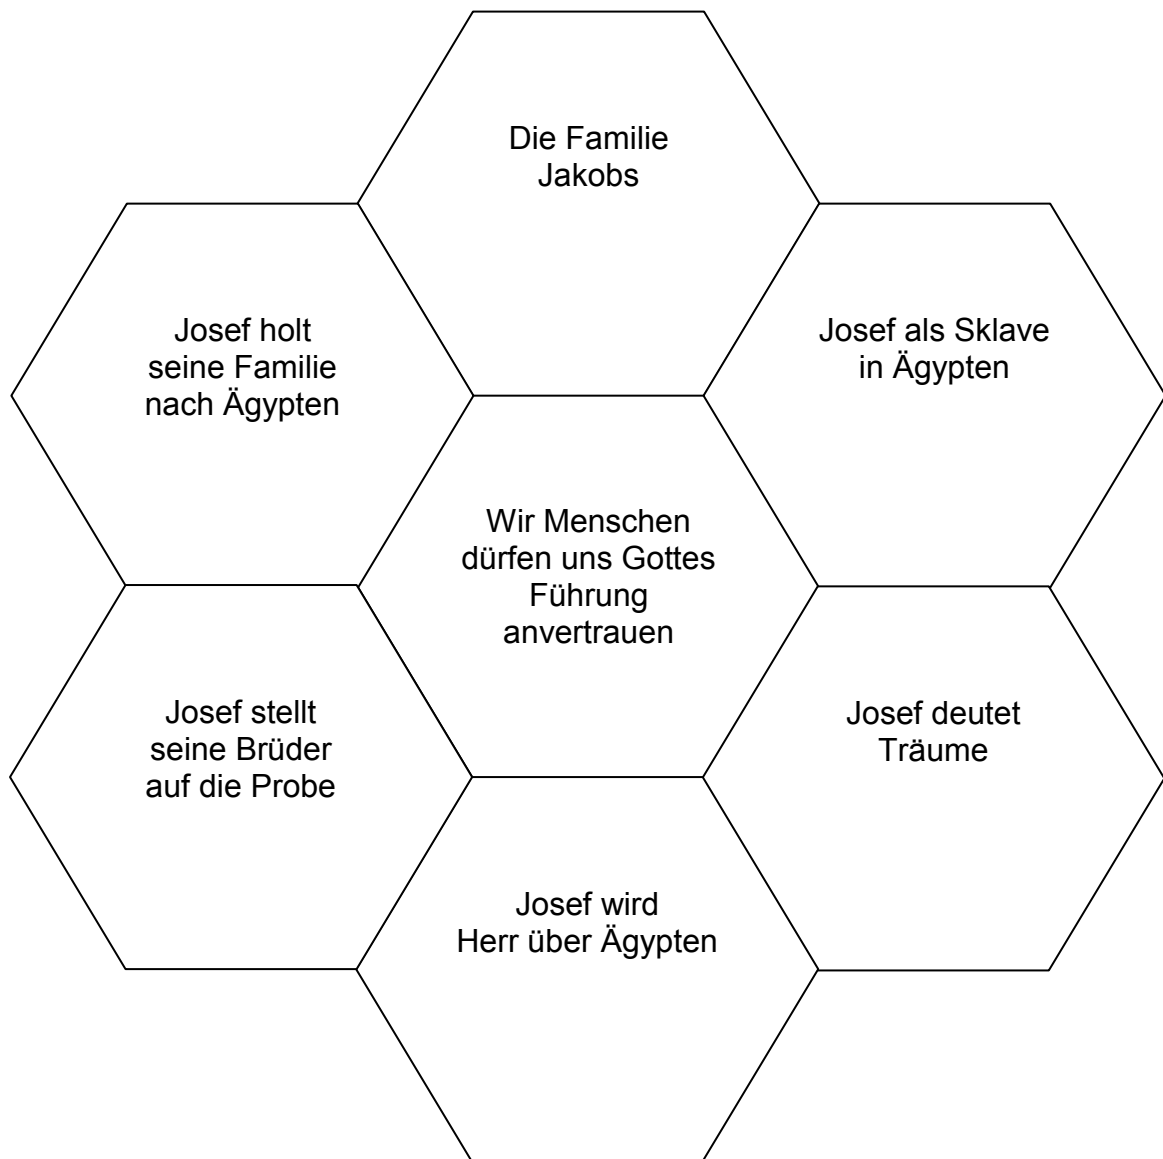 Die Familie
Jakobs
Josef holt
seine Familie
nach Ägypten
Josef als Sklave
in Ägypten
Wir Menschen
dürfen uns Gottes
Führung
anvertrauen
Josef stellt
seine Brüder
auf die Probe
Josef deutet
Träume
Josef wird
Herr über Ägypten